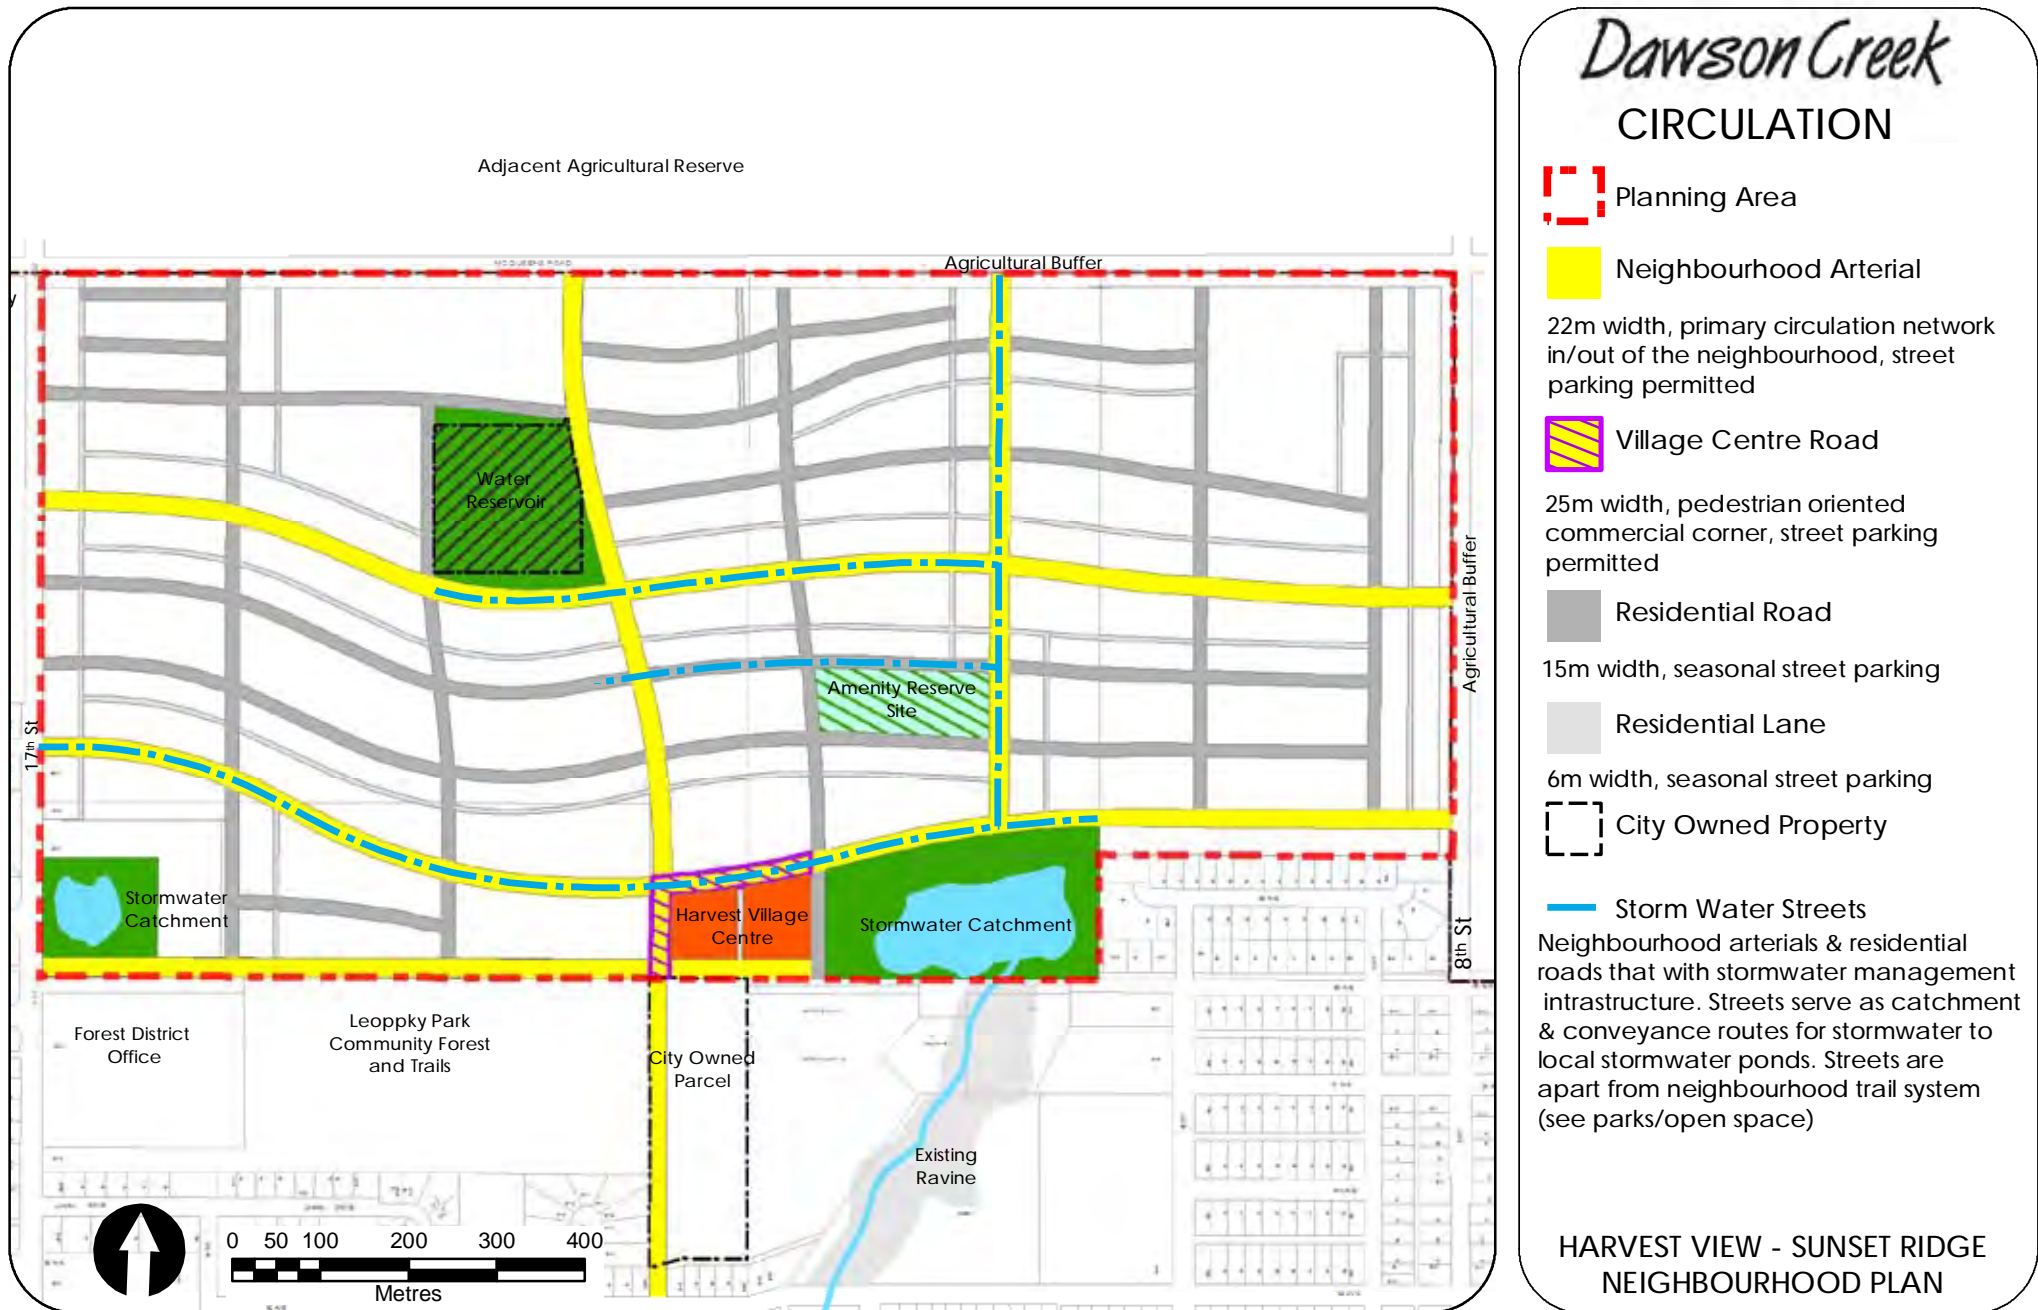 Adjacent Agricultural Reserve
MCQUEENS ROAD
Agricultural Buffer
Water
Reservoir
Agricultural Buffer
Amenity Reserve
Site
17th St
Stormwater
Catchment
Harvest Village
Centre
Stormwater Catchment
8th St
Forest District
Office
Leoppky Park
Community Forest
and Trails
City Owned
Parcel
Existing
Ravine
0 50 100 200 300 400
Metres
Dawson Creek
CIRCULATION
Planning Area
Neighbourhood Arterial
22m width, primary circulation network
in/out of the neighbourhood, street
parking permitted
Village Centre Road
25m width, pedestrian oriented
commercial corner, street parking
permitted
Residential Road
15m width, seasonal street parking
Residential Lane
6m width, seasonal street parking
City Owned Property
Storm Water Streets
Neighbourhood arterials & residential
roads that with stormwater management
intrastructure. Streets serve as catchment
& conveyance routes for stormwater to
local stormwater ponds. Streets are
apart from neighbourhood trail system
(see parks/open space)
HARVEST VIEW - SUNSET RIDGE
NEIGHBOURHOOD PLAN